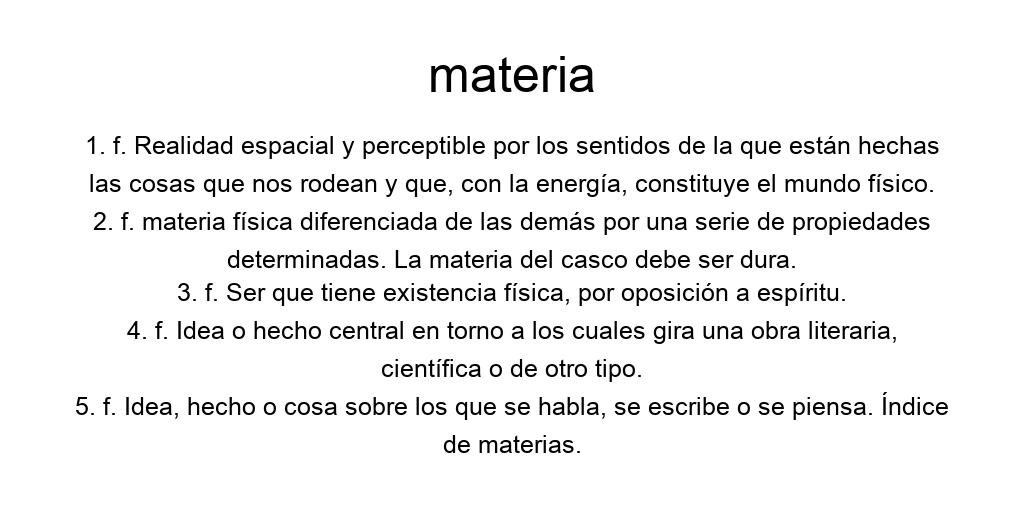 materia
1. f. Realidad espacial y perceptible por los sentidos de la que están hechas
las cosas que nos rodean y que, con la energía, constituye el mundo físico.
2. f. materia física diferenciada de las demás por una serie de propiedades
determinadas. La materia del casco debe ser dura.
3. f. Ser que tiene existencia física, por oposición a espíritu.
4. f. Idea o hecho central en torno a los cuales gira una obra literaria,
científica o de otro tipo.
5. f. Idea, hecho o cosa sobre los que se habla, se escribe o se piensa. Índice
de materias.